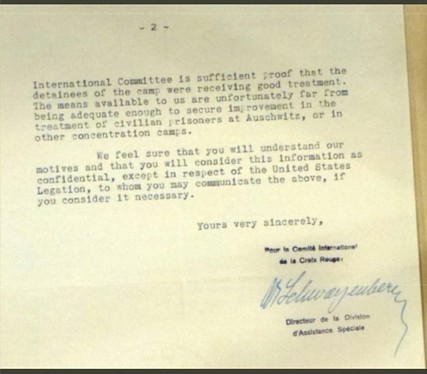 - 2 -
International Committee is sufficient proof that the
detainees of the camp were receiving good treatment.
The means available to us are unfortunately far from
being adequate enough to secure improvement in the
treatment of civilian prisoners at Auschwitz, or in
other concentration camps.
We feel sure that you will understand our
motives and that you will consider this information as
confidential, except in respect of the United States
Legation, to whom you may communicate the above, if
you consider it necessary.
Yours very sincerely,
Pour le Comité International
de la Croix Rouge:
Schwarzenberg
Directeur de la Division
d'Assistance Spéciale